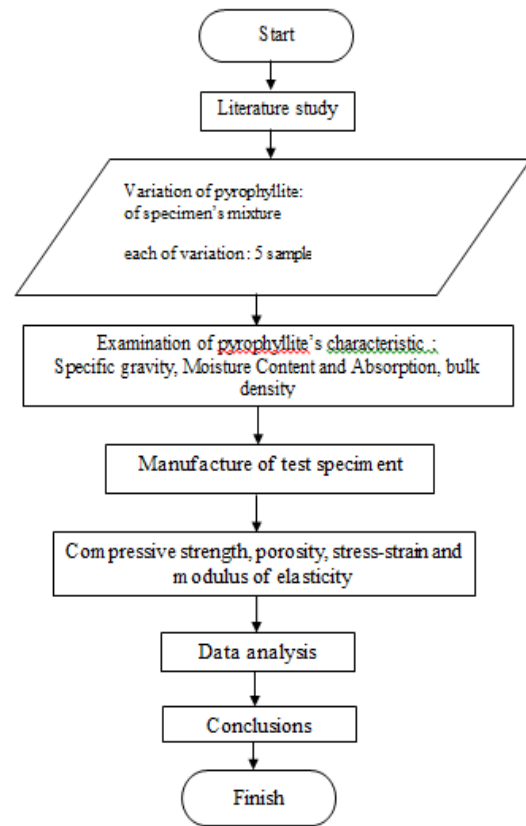 Start
Literature study
Variation of pyrophyllite:
of specimen's mixture
each of variation : 5 sample
Examination of pyrophyllite's characteristic :
Specific gravity, Moisture Content and Absorption, bulk
density
Manufacture of test speciment
Compressive strength, porosity, stress-strain and
modulus of elasticity
Data analysis
Conclusions
Finish